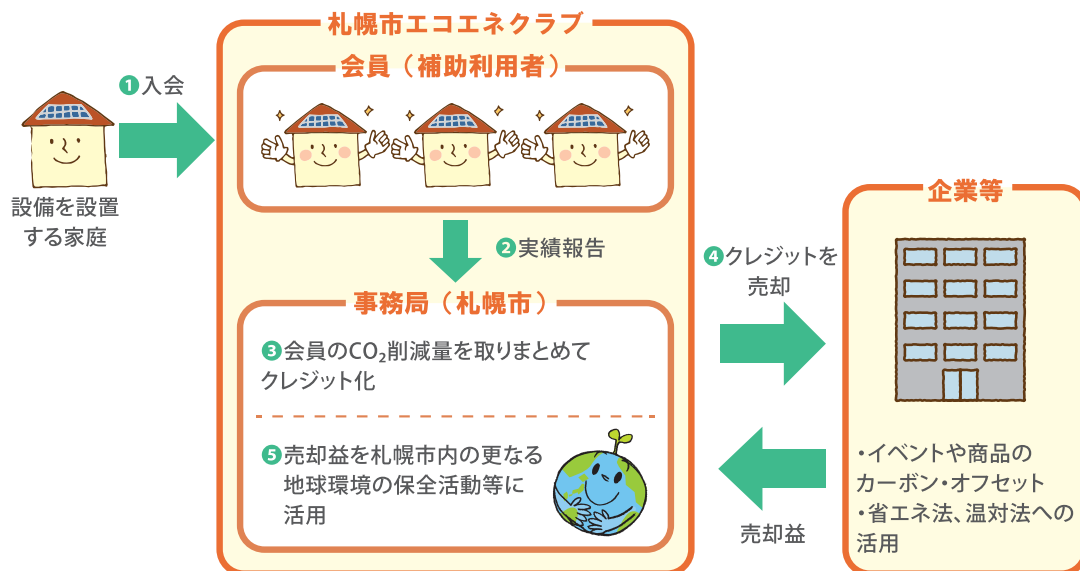 札幌市エコエネクラブ
会員（補助利用者）
❶入会
設備を設置
する家庭
❷実績報告
事務局（札幌市）
❸会員のCO₂削減量を取りまとめて
クレジット化
❺売却益を札幌市内の更なる
地球環境の保全活動等に
活用
❹クレジットを
売却
売却益
企業等
・イベントや商品の
カーボン・オフセット
・省エネ法、温対法への
活用